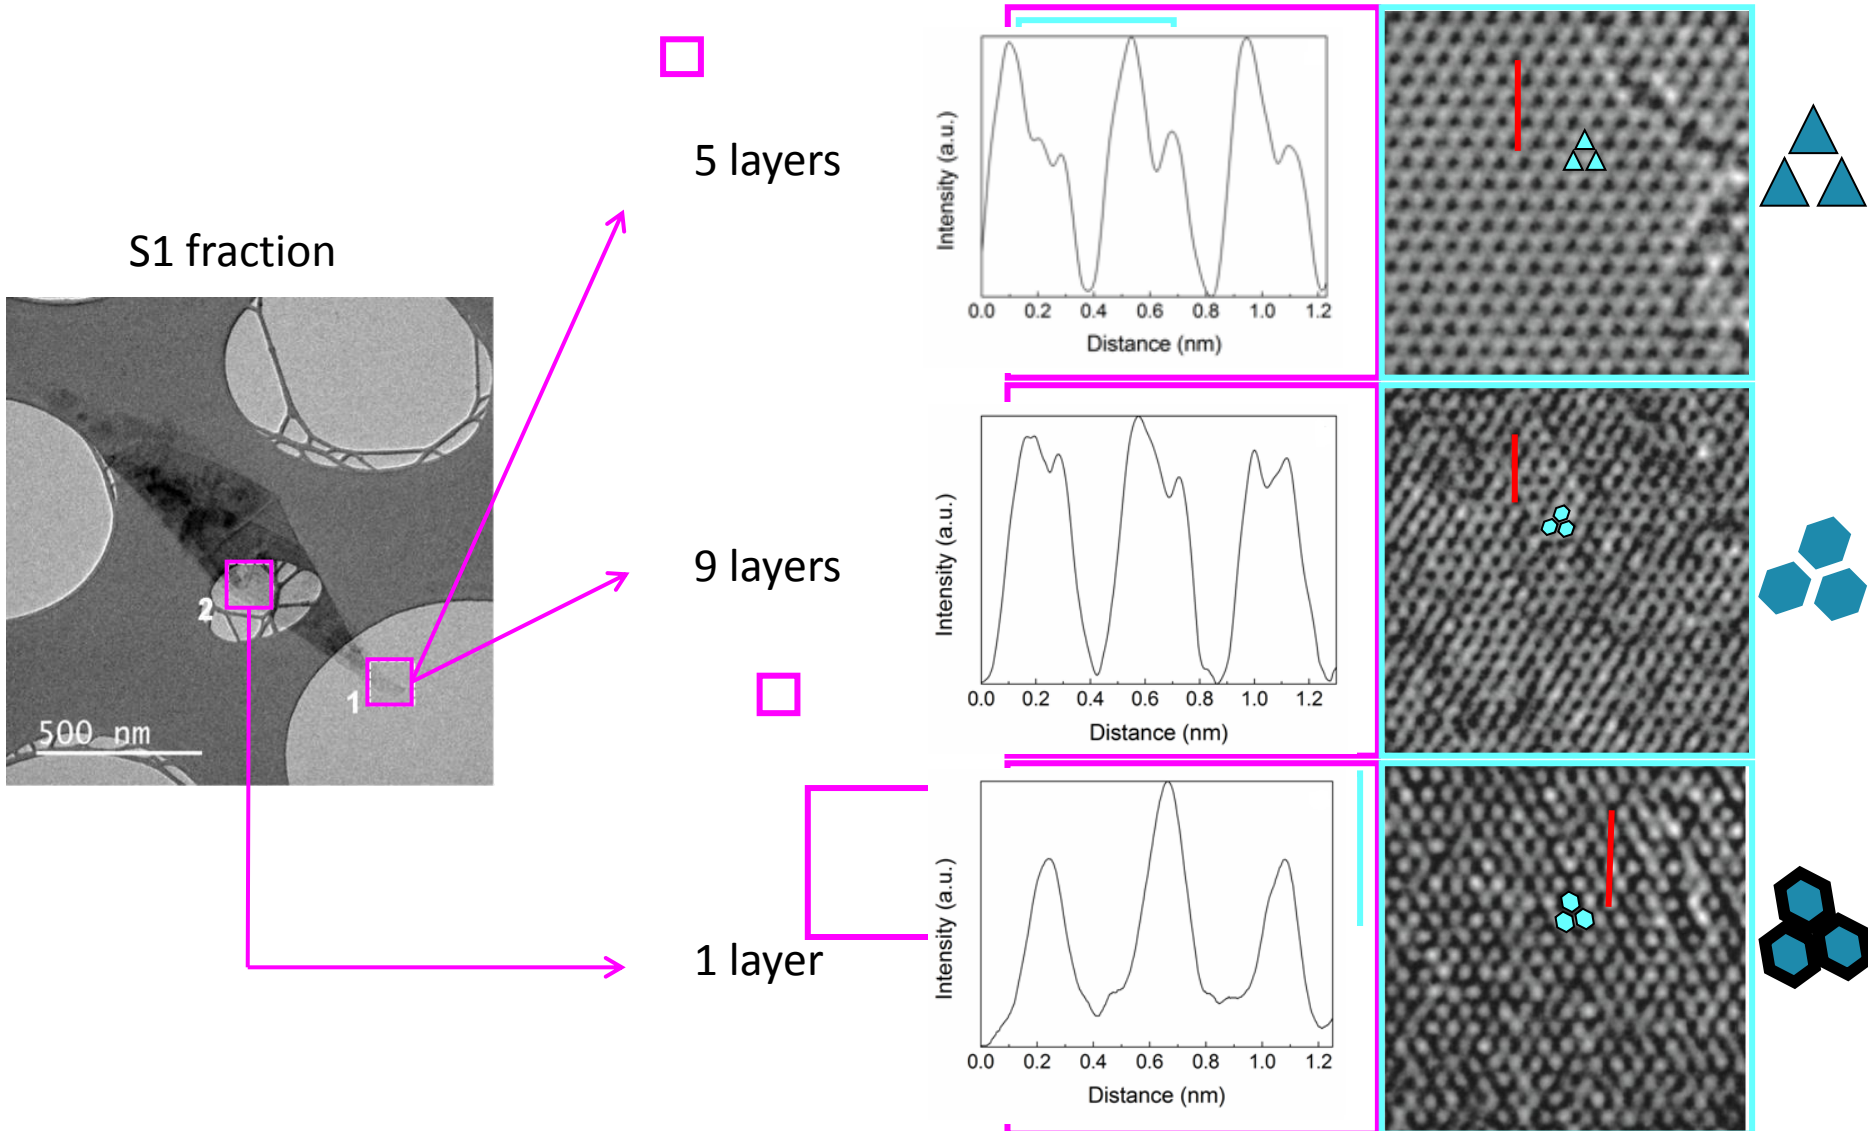 S1 fraction
2
1
500 nm
5 layers
9 layers
1 layer
Intensity (a.u.)
0.0 0.2 0.4 0.6 0.8 1.0 1.2
Distance (nm)
Intensity (a.u.)
0.0 0.2 0.4 0.6 0.8 1.0 1.2
Distance (nm)
Intensity (a.u.)
0.0 0.2 0.4 0.6 0.8 1.0 1.2
Distance (nm)